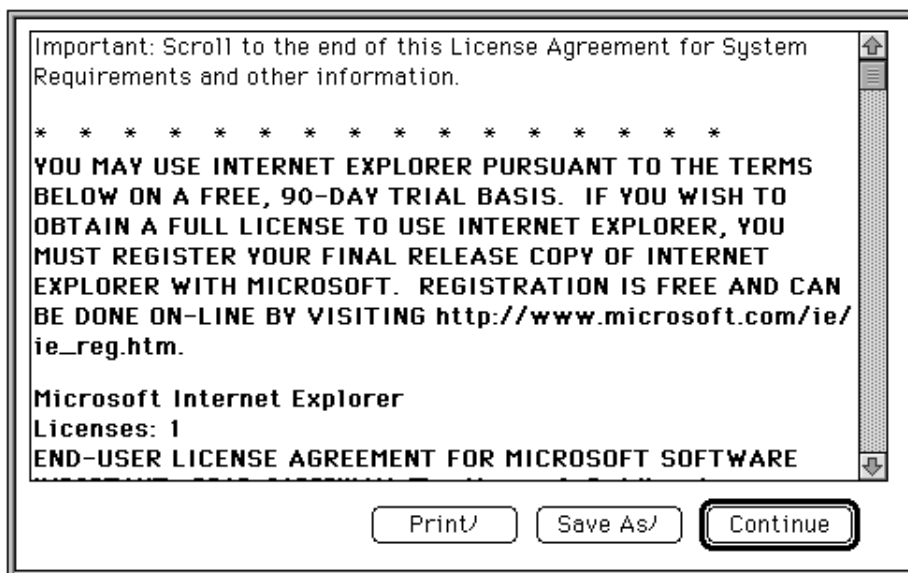 Important: Scroll to the end of this License Agreement for System
Requirements and other information.
* * * * * * * * * * * * * * * *
YOU MAY USE INTERNET EXPLORER PURSUANT TO THE TERMS
BELOW ON A FREE, 90-DAY TRIAL BASIS.  IF YOU WISH TO
OBTAIN A FULL LICENSE TO USE INTERNET EXPLORER, YOU
MUST REGISTER YOUR FINAL RELEASE COPY OF INTERNET
EXPLORER WITH MICROSOFT.  REGISTRATION IS FREE AND CAN
BE DONE ON-LINE BY VISITING http://www.microsoft.com/ie/
ie_reg.htm.
Microsoft Internet Explorer
Licenses: 1
END-USER LICENSE AGREEMENT FOR MICROSOFT SOFTWARE
Print/ Save As/ Continue